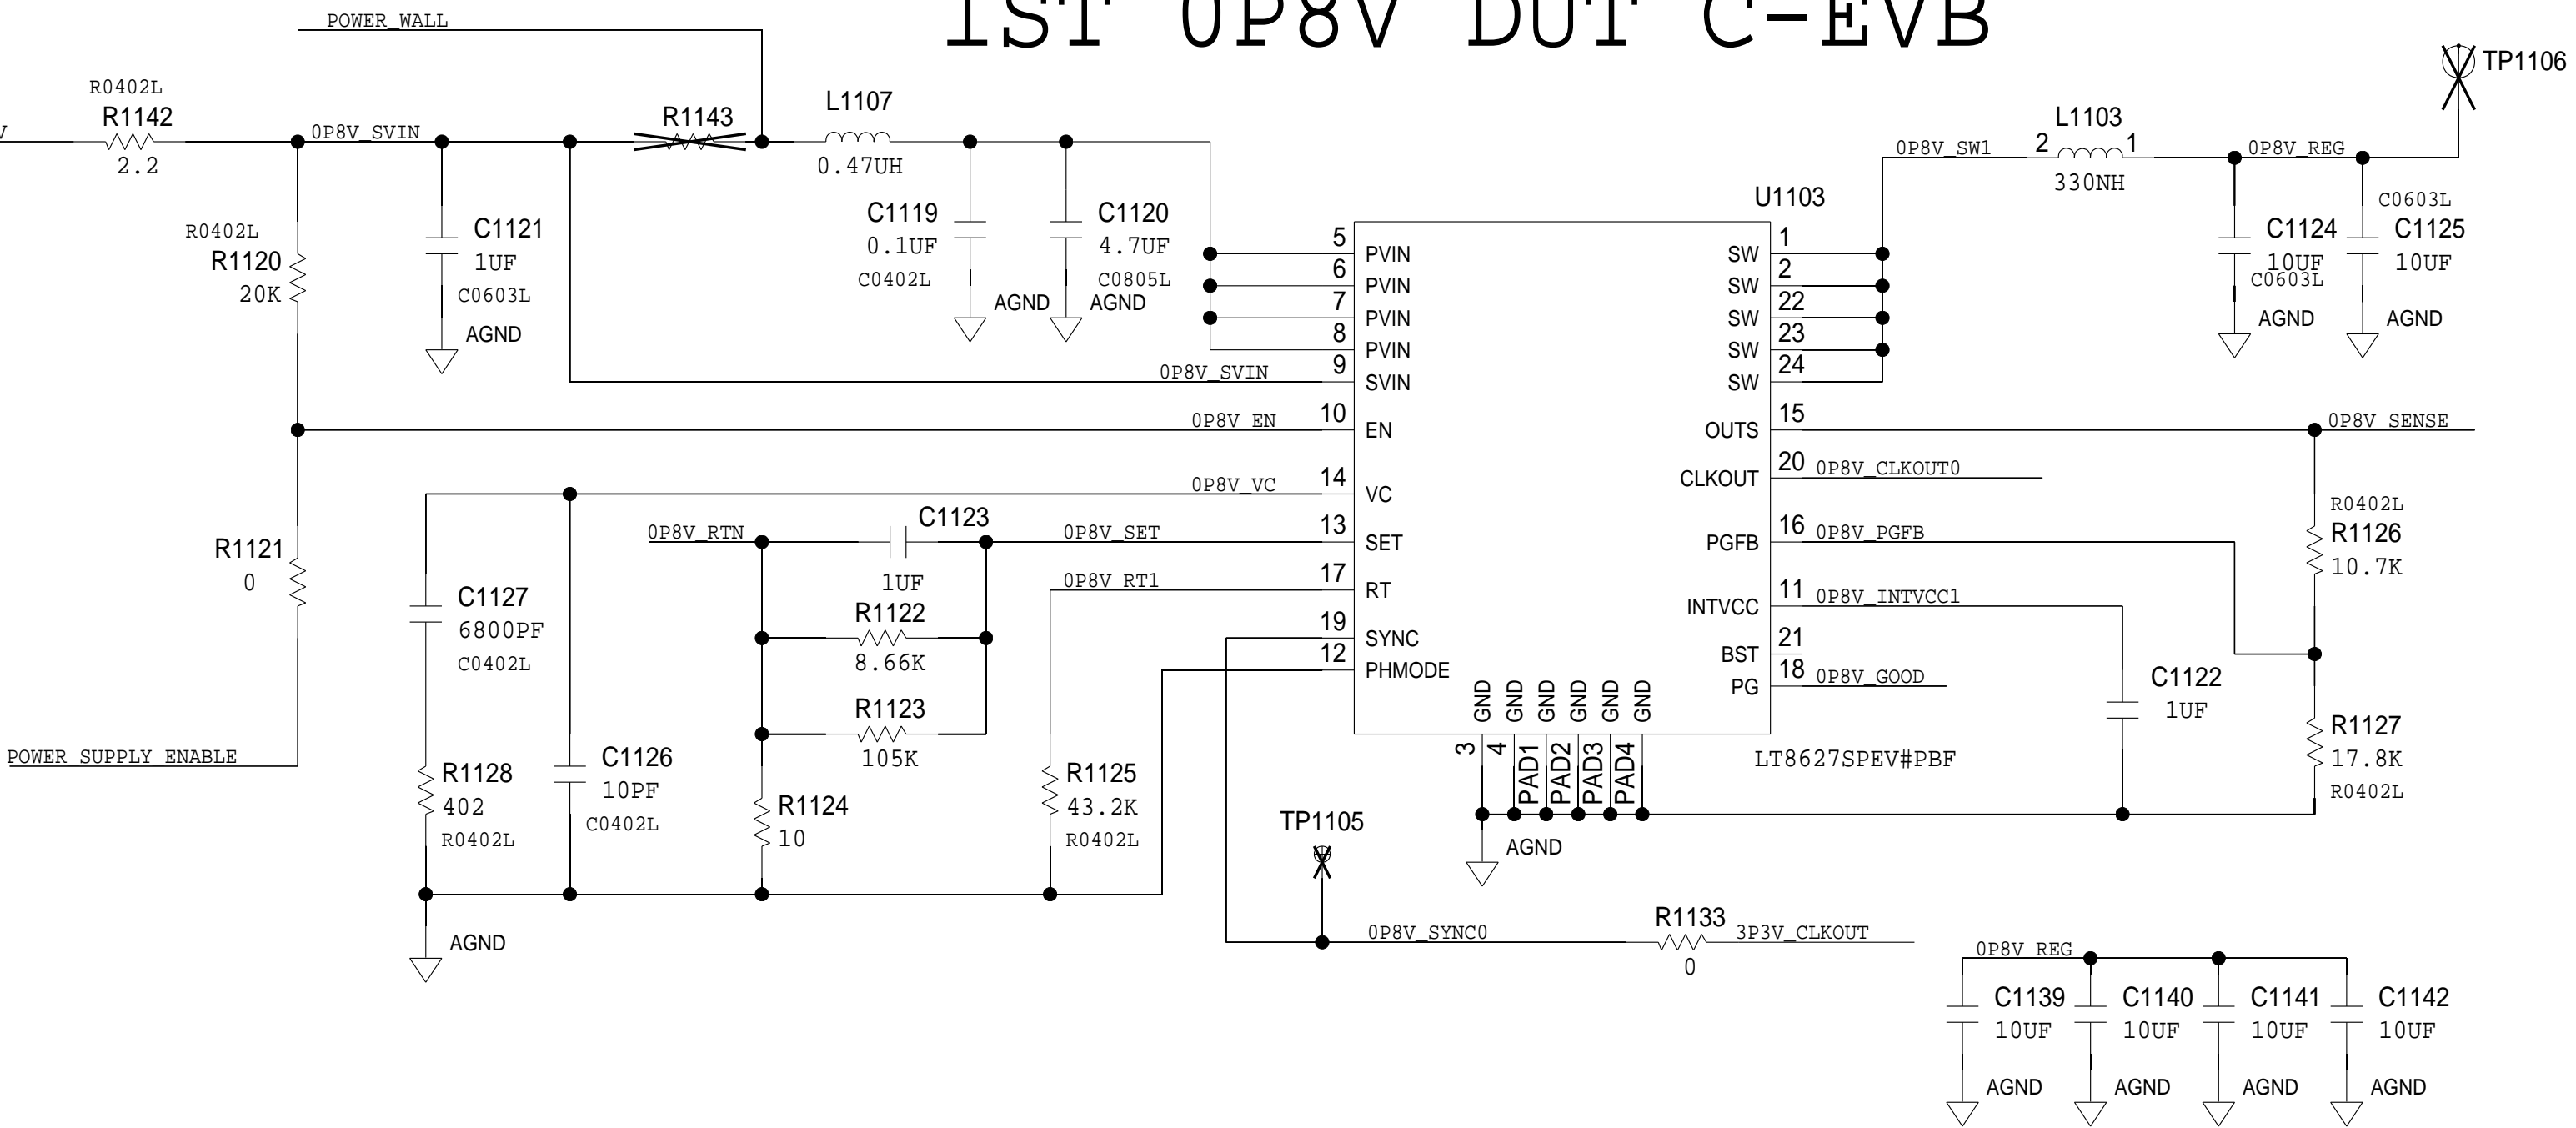 1ST 0P8V DUT C-EVB
POWER_WALL
TP1106
R0402L
R1142
2.2
V
0P8V_SVIN
R1143
L1107
0.47UH
L1103
2
1
330NH
0P8V_SW1
0P8V_REG
R0402L
R1120
20K
C1121
1UF
C0603L
AGND
C1119
0.1UF
C0402L
AGND
C1120
4.7UF
C0805L
AGND
U1103
C1124
10UF
C0603L
AGND
C0603L
C1125
10UF
AGND
5
PVIN
6
PVIN
7
PVIN
8
PVIN
0P8V_SVIN
9
SVIN
0P8V_EN
10
EN
0P8V_VC
14
VC
0P8V_SET
13
SET
0P8V_RT1
17
RT
19
SYNC
12
PHMODE
1
SW
2
SW
22
SW
23
SW
24
SW
15
OUTS
0P8V_SENSE
20
CLKOUT
0P8V_CLKOUT0
16
PGFB
0P8V_PGFB
11
INTVCC
0P8V_INTVCC1
21
BST
18
PG
0P8V_GOOD
GND
GND
GND
GND
GND
GND
3
4
PAD1
PAD2
PAD3
PAD4
LT8627SPEV#PBF
AGND
R0402L
R1126
10.7K
C1122
1UF
R1127
17.8K
R0402L
0P8V_RTN
C1123
1UF
R1122
8.66K
R1123
105K
R1121
0
POWER_SUPPLY_ENABLE
C1127
6800PF
C0402L
R1128
402
R0402L
C1126
10PF
C0402L
R1124
10
R1125
43.2K
R0402L
AGND
TP1105
0P8V_SYNC0
R1133
0
3P3V_CLKOUT
0P8V_REG
C1139
10UF
AGND
C1140
10UF
AGND
C1141
10UF
AGND
C1142
10UF
AGND